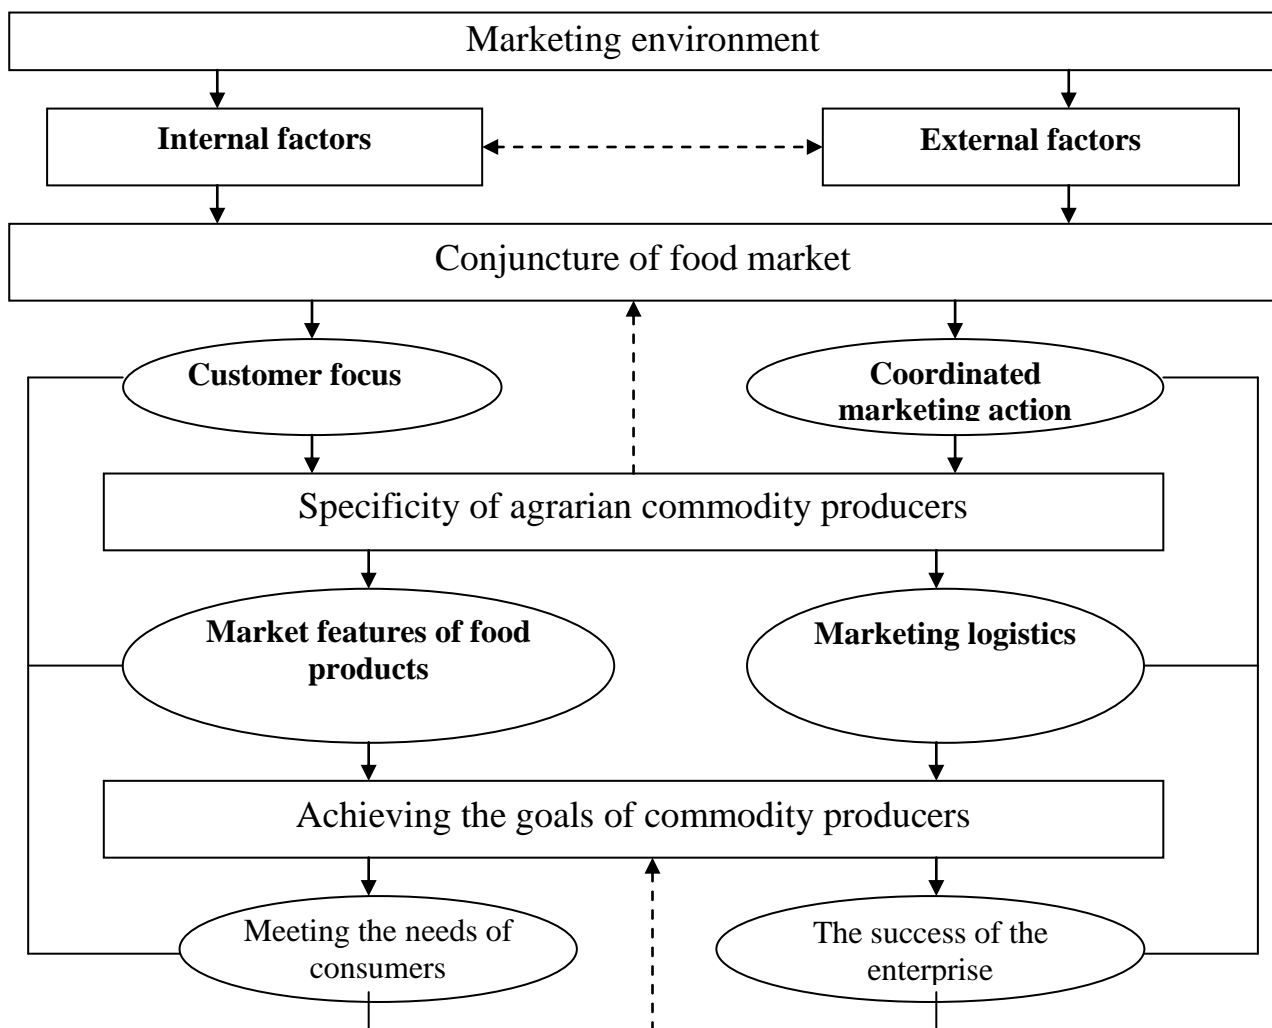 Marketing environment
Internal factors
External factors
Conjuncture of food market
Customer focus
Coordinated
marketing action
Specificity of agrarian commodity producers
Market features of food
products
Marketing logistics
Achieving the goals of commodity producers
Meeting the needs of
consumers
The success of the
enterprise